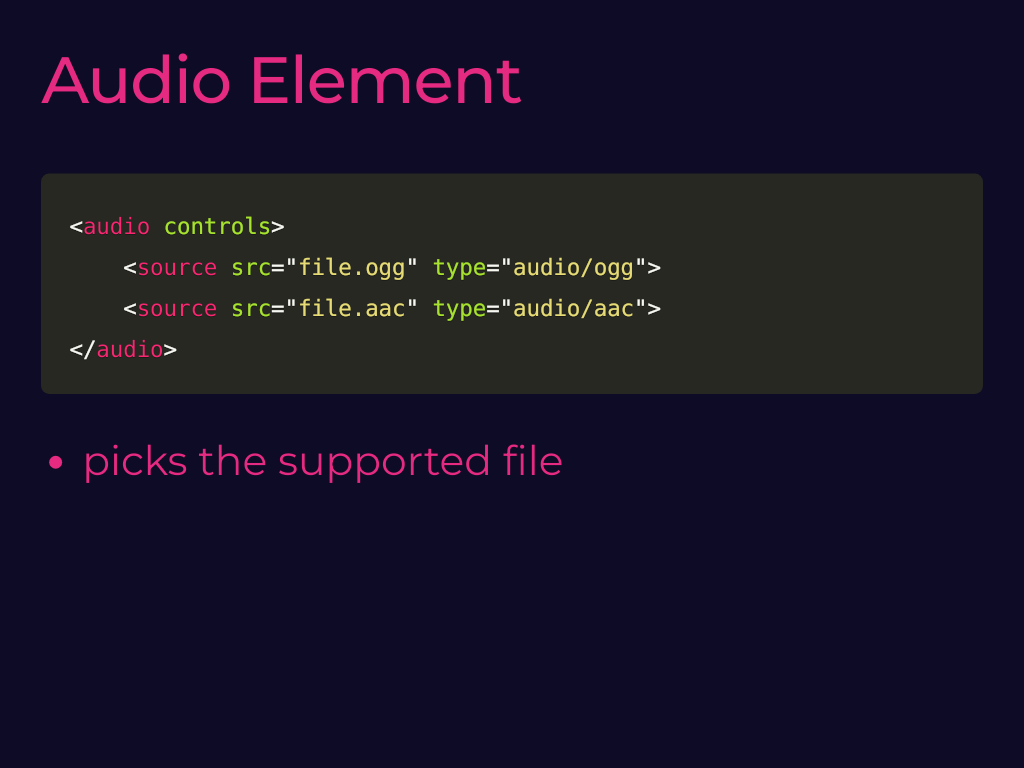 Audio Element
<audio controls>
    <source src="file.ogg" type="audio/ogg">
    <source src="file.aac" type="audio/aac">
</audio>
• picks the supported file